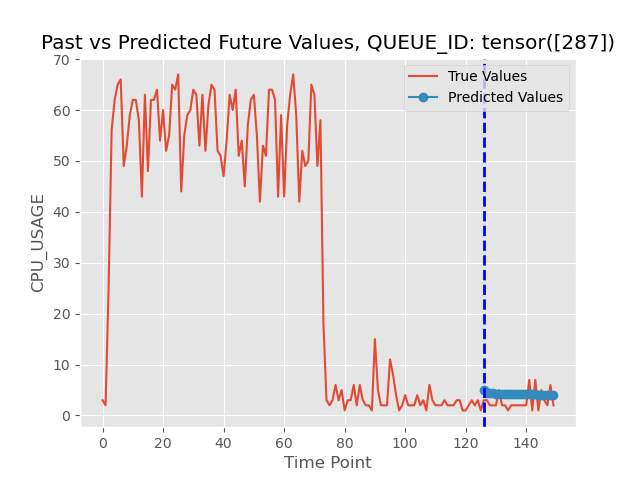 Past vs Predicted Future Values, QUEUE_ID: tensor([287])
True Values
Predicted Values
CPU_USAGE
70
60
50
40
30
20
10
0
0 20 40 60 80 100 120 140
Time Point